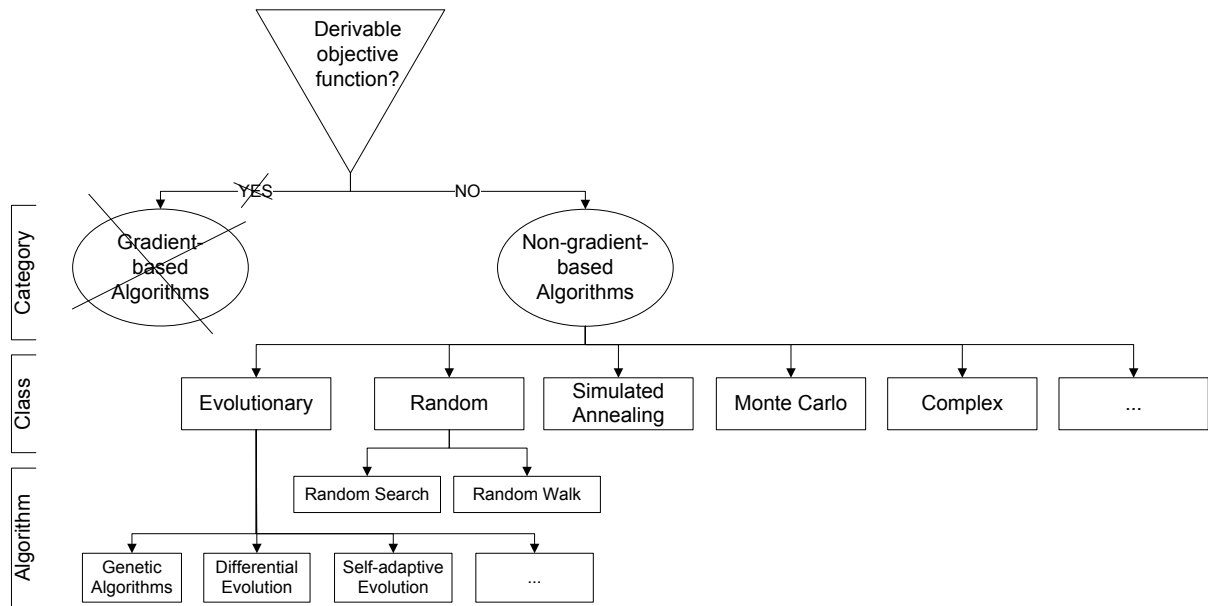 Derivable
objective
function?
YES
NO
Category
Gradient-
based
Algorithms
Non-gradient-
based
Algorithms
Class
Evolutionary
Random
Simulated
Annealing
Monte Carlo
Complex
...
Algorithm
Random Search
Random Walk
Genetic
Algorithms
Differential
Evolution
Self-adaptive
Evolution
...